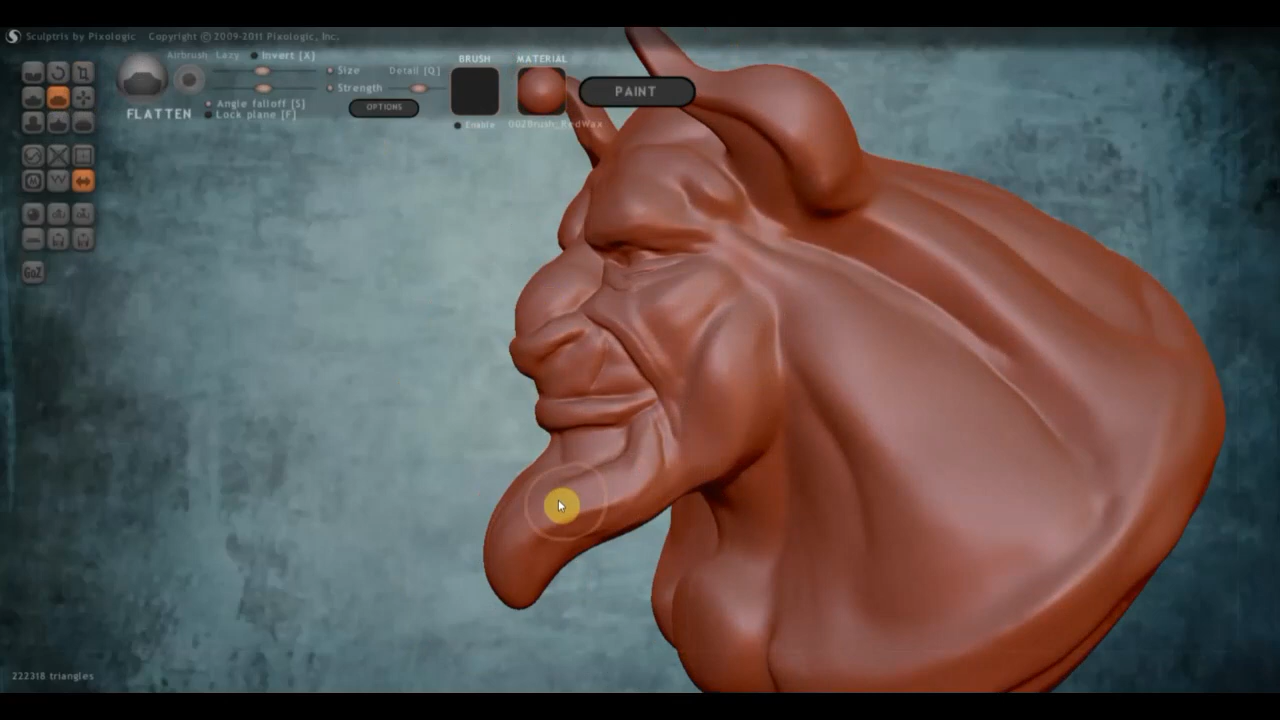 Sculptris by Pixologic Copyright © 2009-2011 Pixologic, Inc.
Airbrush Lazy Invert [X]
Size Detail [Q]
Strength
Angle falloff [S]
FLATTEN Lock plane [F]
OPTIONS
BRUSH
Enable
MATERIAL
002Brush_RedWax
PAINT
GoZ
222318 triangles